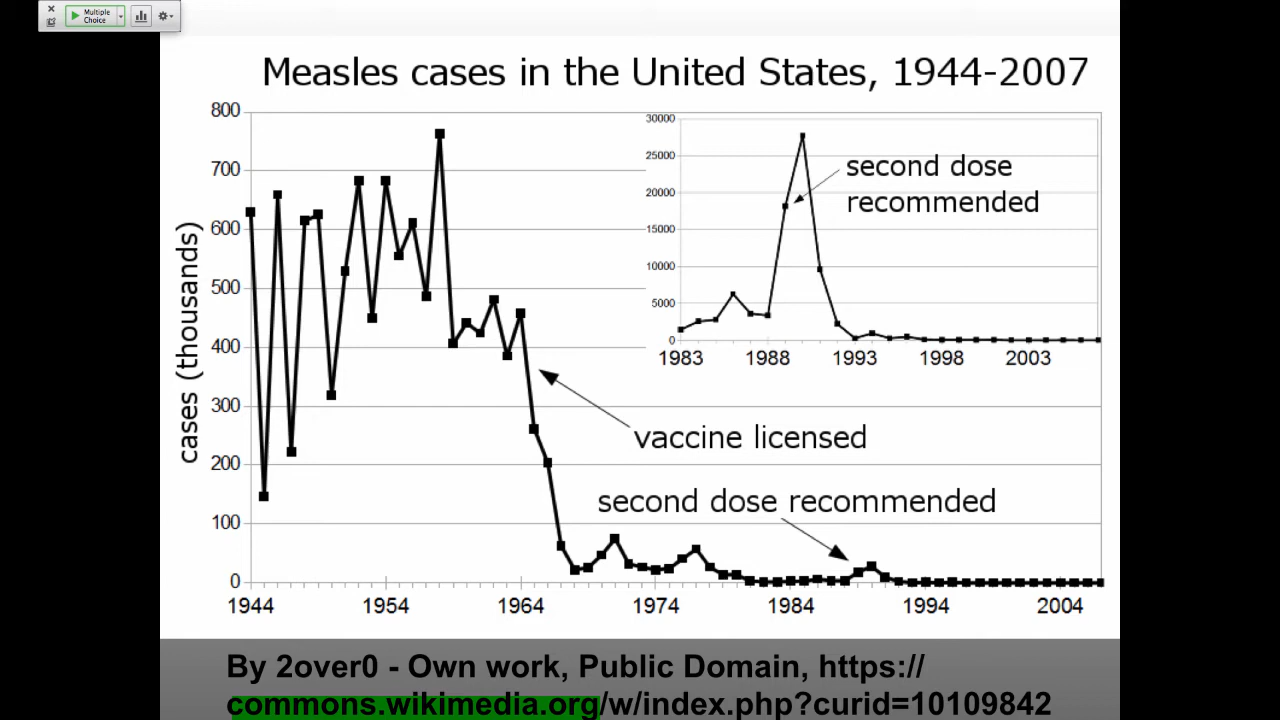 Multiple
Choice
Measles cases in the United States, 1944-2007
cases (thousands)
800
700
600
500
400
300
200
100
0
1944
1954
1964
1974
1984
1994
2004
vaccine licensed
second dose recommended
30000
25000
20000
15000
10000
5000
0
1983
1988
1993
1998
2003
second dose
recommended
By 2over0 - Own work, Public Domain, https://
commons.wikimedia.org/w/index.php?curid=10109842